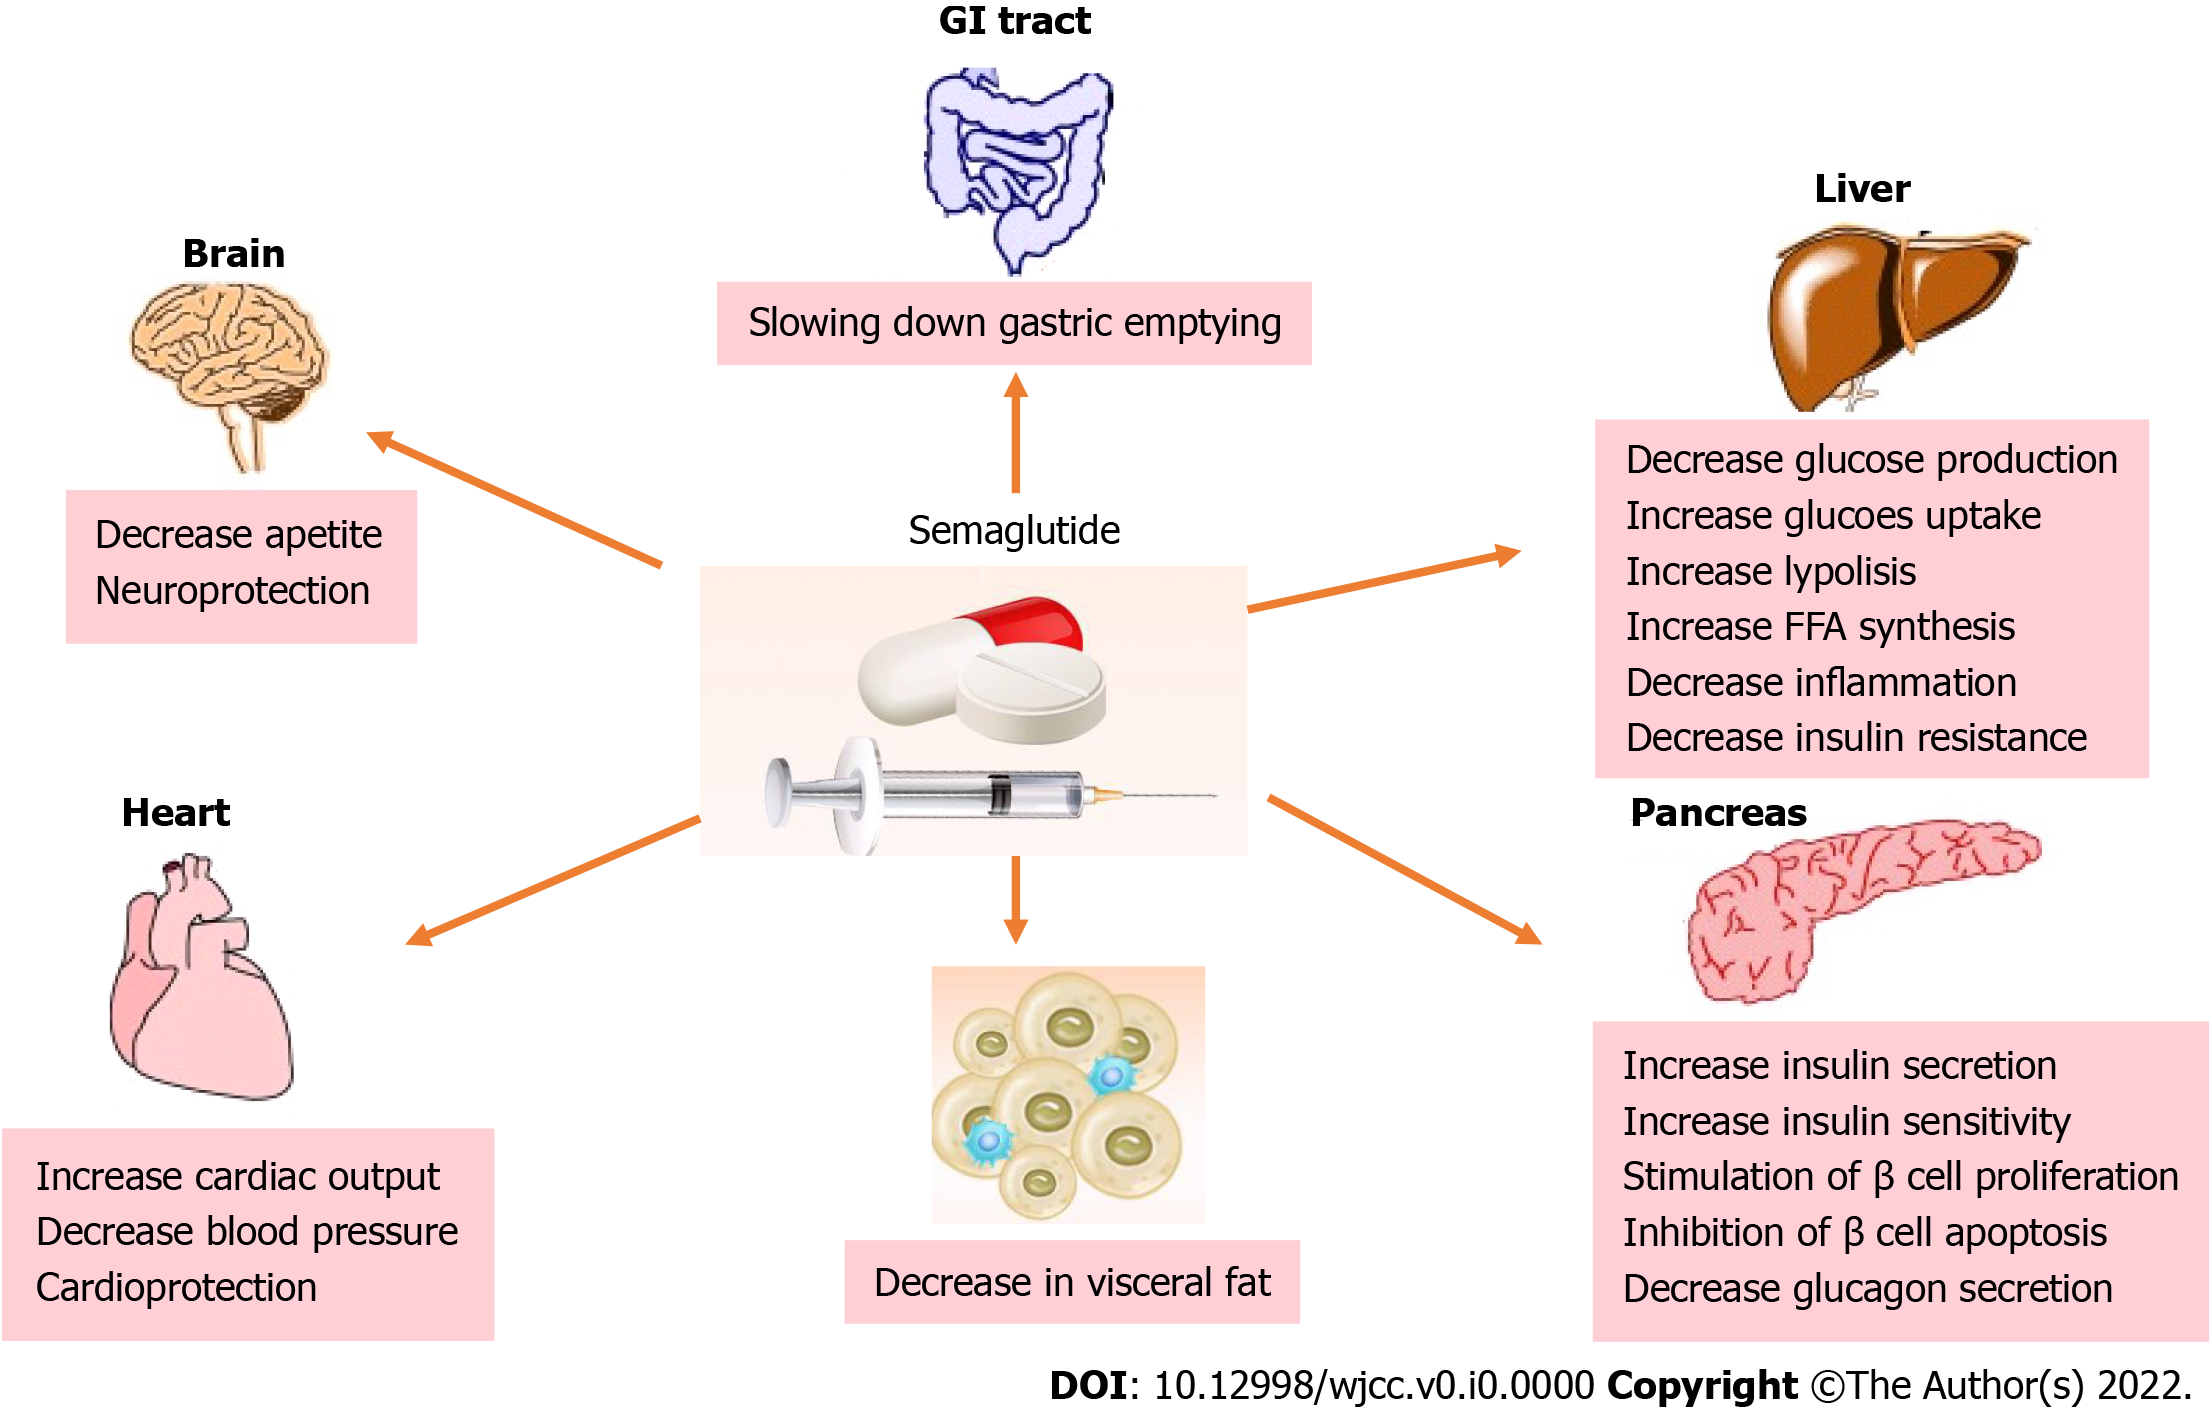 GI tract
Slowing down gastric emptying
Brain
Decrease apetite
Neuroprotection
Liver
Decrease glucose production
Increase glucoes uptake
Increase lypolisis
Increase FFA synthesis
Decrease inflammation
Decrease insulin resistance
Semaglutide
Heart
Increase cardiac output
Decrease blood pressure
Cardioprotection
Decrease in visceral fat
Pancreas
Increase insulin secretion
Increase insulin sensitivity
Stimulation of β cell proliferation
Inhibition of β cell apoptosis
Decrease glucagon secretion
DOI: 10.12998/wjcc.v0.i0.0000 Copyright ©The Author(s) 2022.